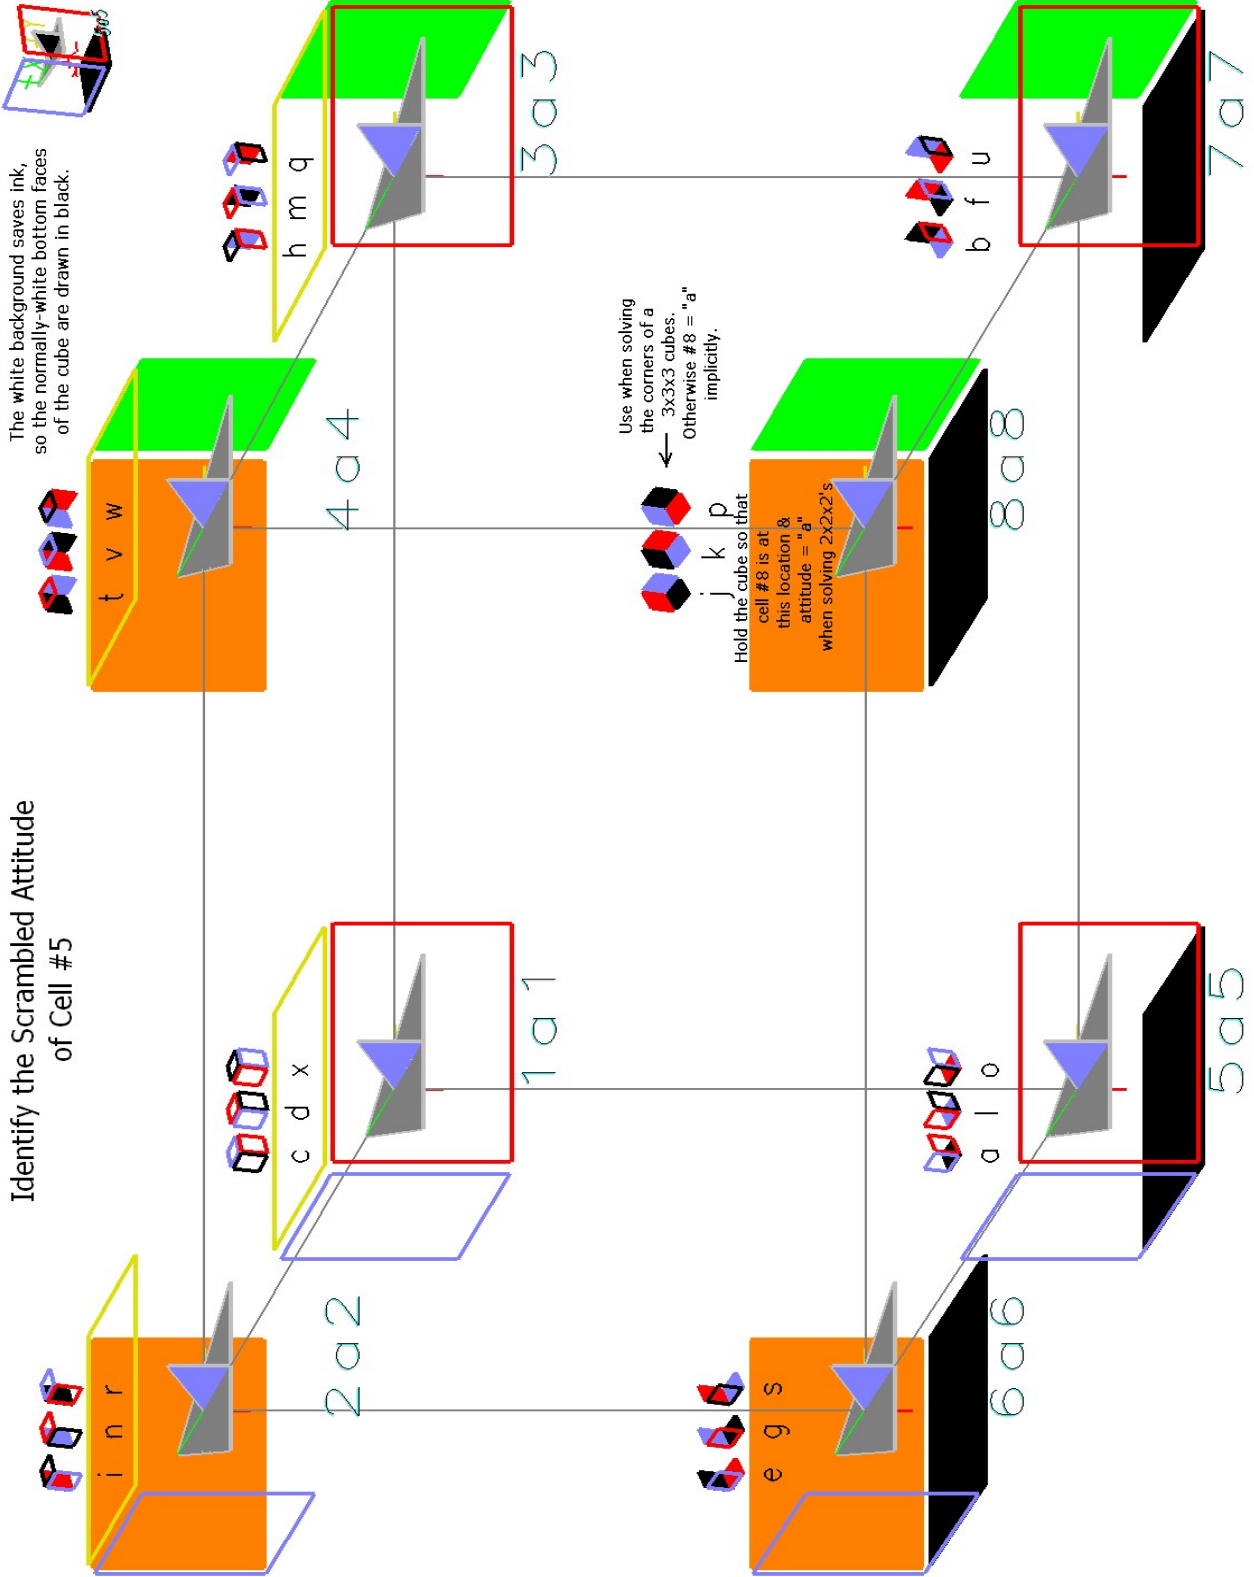 Identify the Scrambled Attitude
of Cell #5
The white background saves ink,
so the normally-white bottom faces
of the cube are drawn in black.
+X
i n r
t v w
2 a 2
4 a 4
c d x
h m q
1 a 1
3 a 3
Use when solving
the corners of a
3x3x3 cubes.
Otherwise #8 = "a"
implicitly.
e g s
j k p
Hold the cube so that
cell #8 is at
this location &
attitude = "a"
when solving 2x2x2's
6 a 6
8 a 8
a l o
b f u
5 a 5
7 a 7